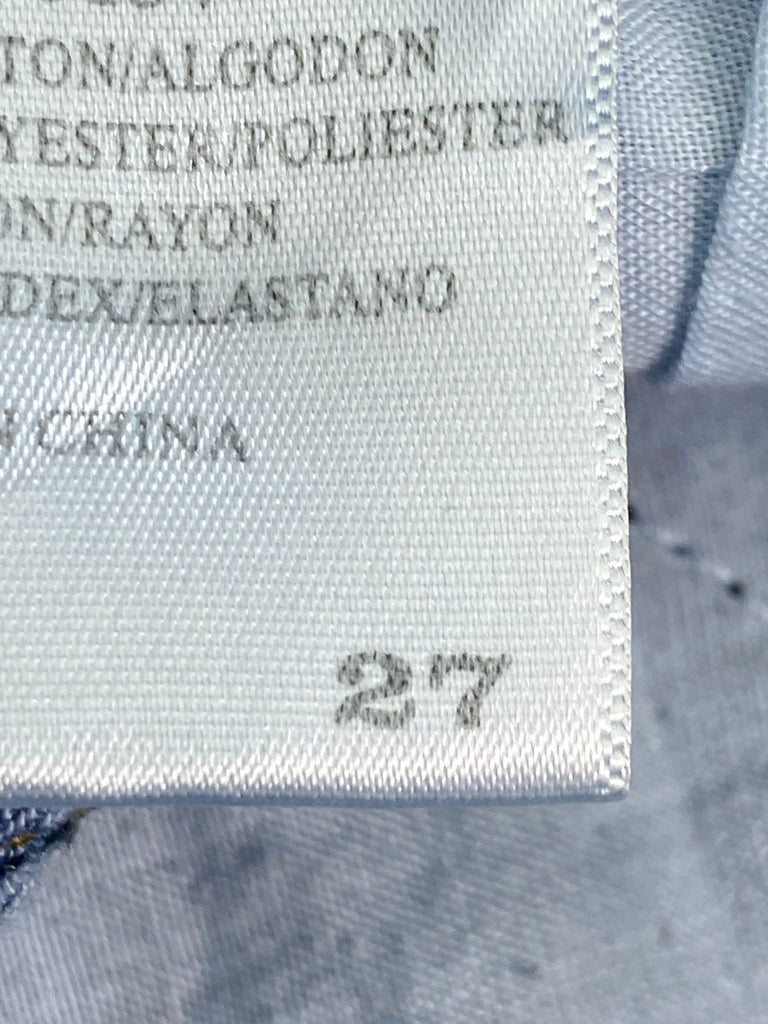 TON/ALGODON
YESTER/POLIESTER
ON/RAYON
DEX/ELASTANO
N CHINA
27